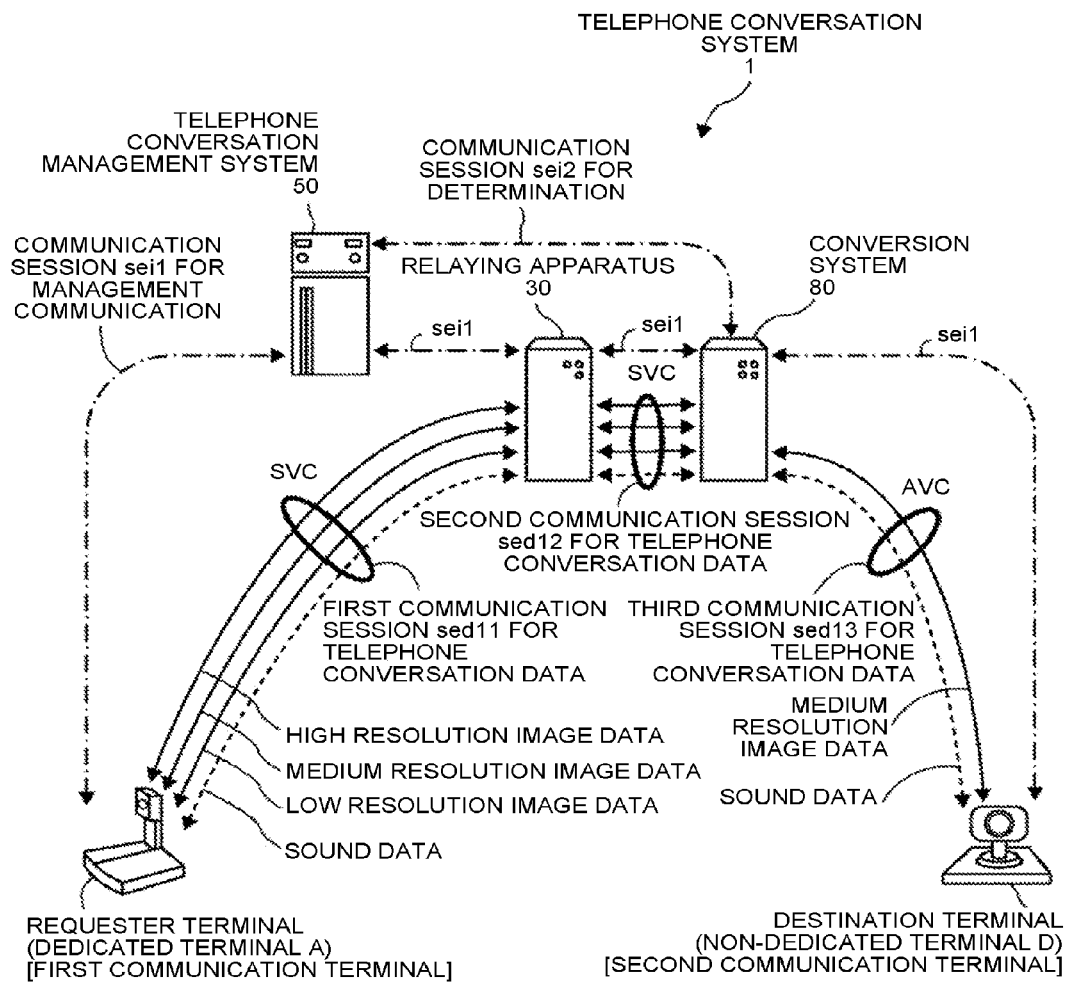 TELEPHONE CONVERSATION
SYSTEM
1
TELEPHONE
CONVERSATION
MANAGEMENT SYSTEM
50
COMMUNICATION
SESSION sei2 FOR
DETERMINATION
COMMUNICATION
SESSION sei1 FOR
MANAGEMENT
COMMUNICATION
RELAYING APPARATUS
30
CONVERSION
SYSTEM
80
sei1
sei1
sei1
SVC
SVC
AVC
SECOND COMMUNICATION SESSION
sed12 FOR TELEPHONE
CONVERSATION DATA
FIRST COMMUNICATION
SESSION sed11 FOR
TELEPHONE
CONVERSATION DATA
THIRD COMMUNICATION
SESSION sed13 FOR
TELEPHONE
CONVERSATION DATA
HIGH RESOLUTION IMAGE DATA
MEDIUM RESOLUTION IMAGE DATA
LOW RESOLUTION IMAGE DATA
SOUND DATA
MEDIUM
RESOLUTION
IMAGE DATA
SOUND DATA
REQUESTER TERMINAL
(DEDICATED TERMINAL A)
[FIRST COMMUNICATION TERMINAL]
DESTINATION TERMINAL
(NON-DEDICATED TERMINAL D)
[SECOND COMMUNICATION TERMINAL]